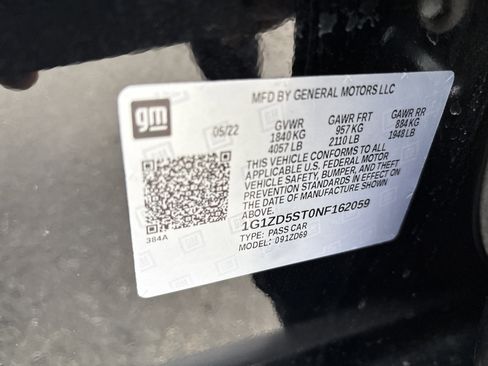 MFD BY GENERAL MOTORS LLC
gm
05/22 GVWR GAWR FRT GAWR RR
1840 KG 957 KG 884 KG
4057 LB 2110 LB 1948 LB
THIS VEHICLE CONFORMS TO ALL
APPLICABLE U.S. FEDERAL MOTOR
VEHICLE SAFETY, BUMPER, AND THEFT
PREVENTION STANDARDS IN EFFECT ON
THE DATE OF MANUFACTURE SHOWN
ABOVE.
1G1ZD5ST0NF162059
384A TYPE: PASS CAR
MODEL: 091ZD69